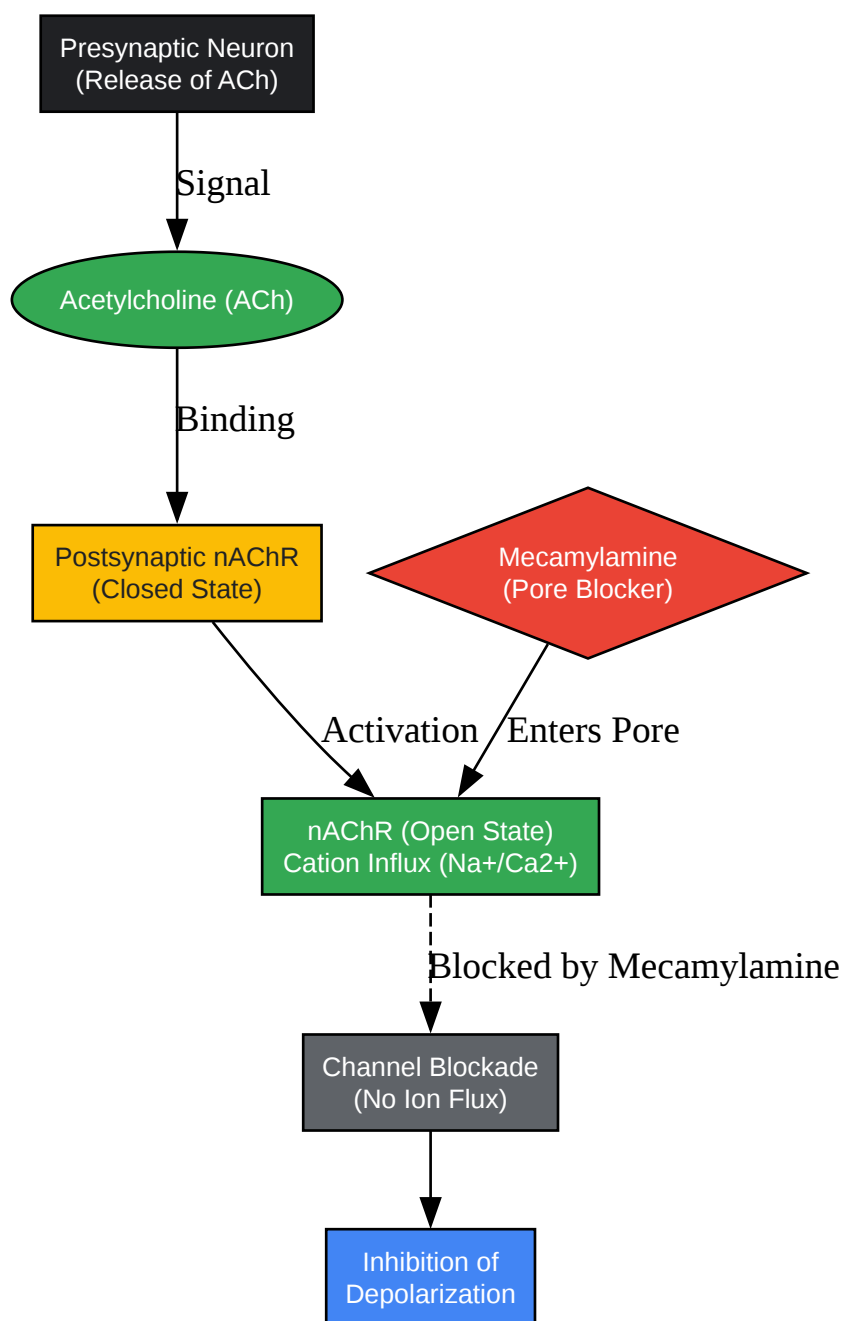 Presynaptic Neuron
(Release of ACh)
Signal
Acetylcholine (ACh)
Binding
Postsynaptic nAChR
(Closed State)
Mecamylamine
(Pore Blocker)
Activation
Enters Pore
nAChR (Open State)
Cation Influx (Na+/Ca2+)
Blocked by Mecamylamine
Channel Blockade
(No Ion Flux)
Inhibition of
Depolarization